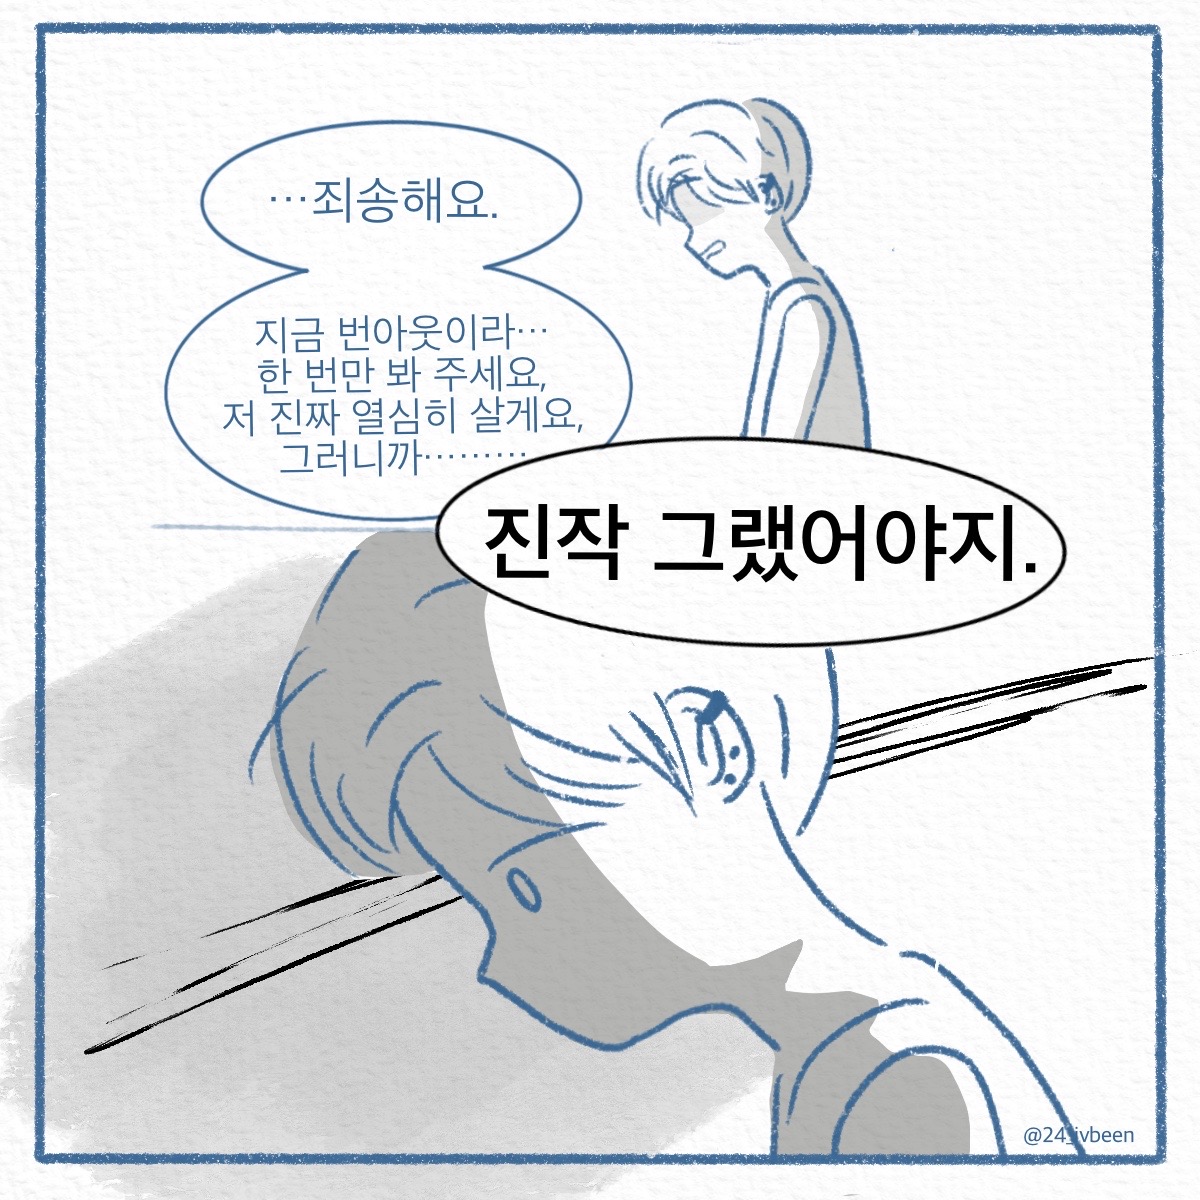 …죄송해요.
지금 번아웃이라…
한 번만 봐 주세요,
저 진짜 열심히 살게요,
그러니까………
진작 그랬어야지.
@24_ivbeen